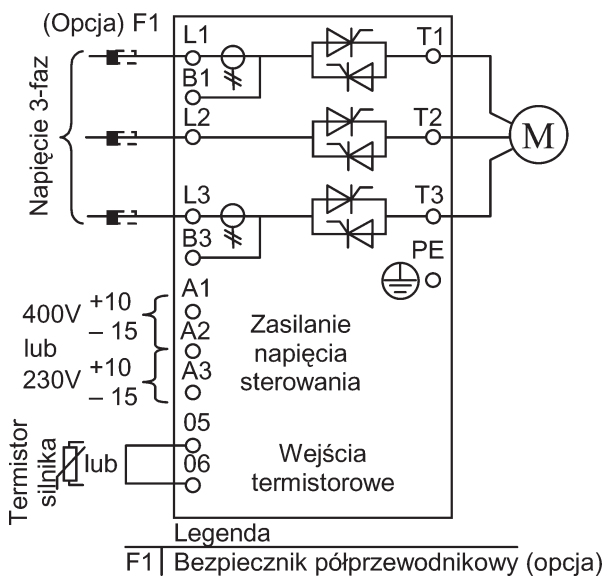 (Opcja) F1
L1
T1
B1
L2
T2
M
Napięcie 3-faz
L3
T3
B3
PE
A1
400V +10
– 15
A2
lub
230V +10
– 15
A3
Zasilanie
napięcia
sterowania
05
06
Termistor
silnika
lub
Wejścia
termistorowe
Legenda
F1 Bezpiecznik półprzewodnikowy (opcja)